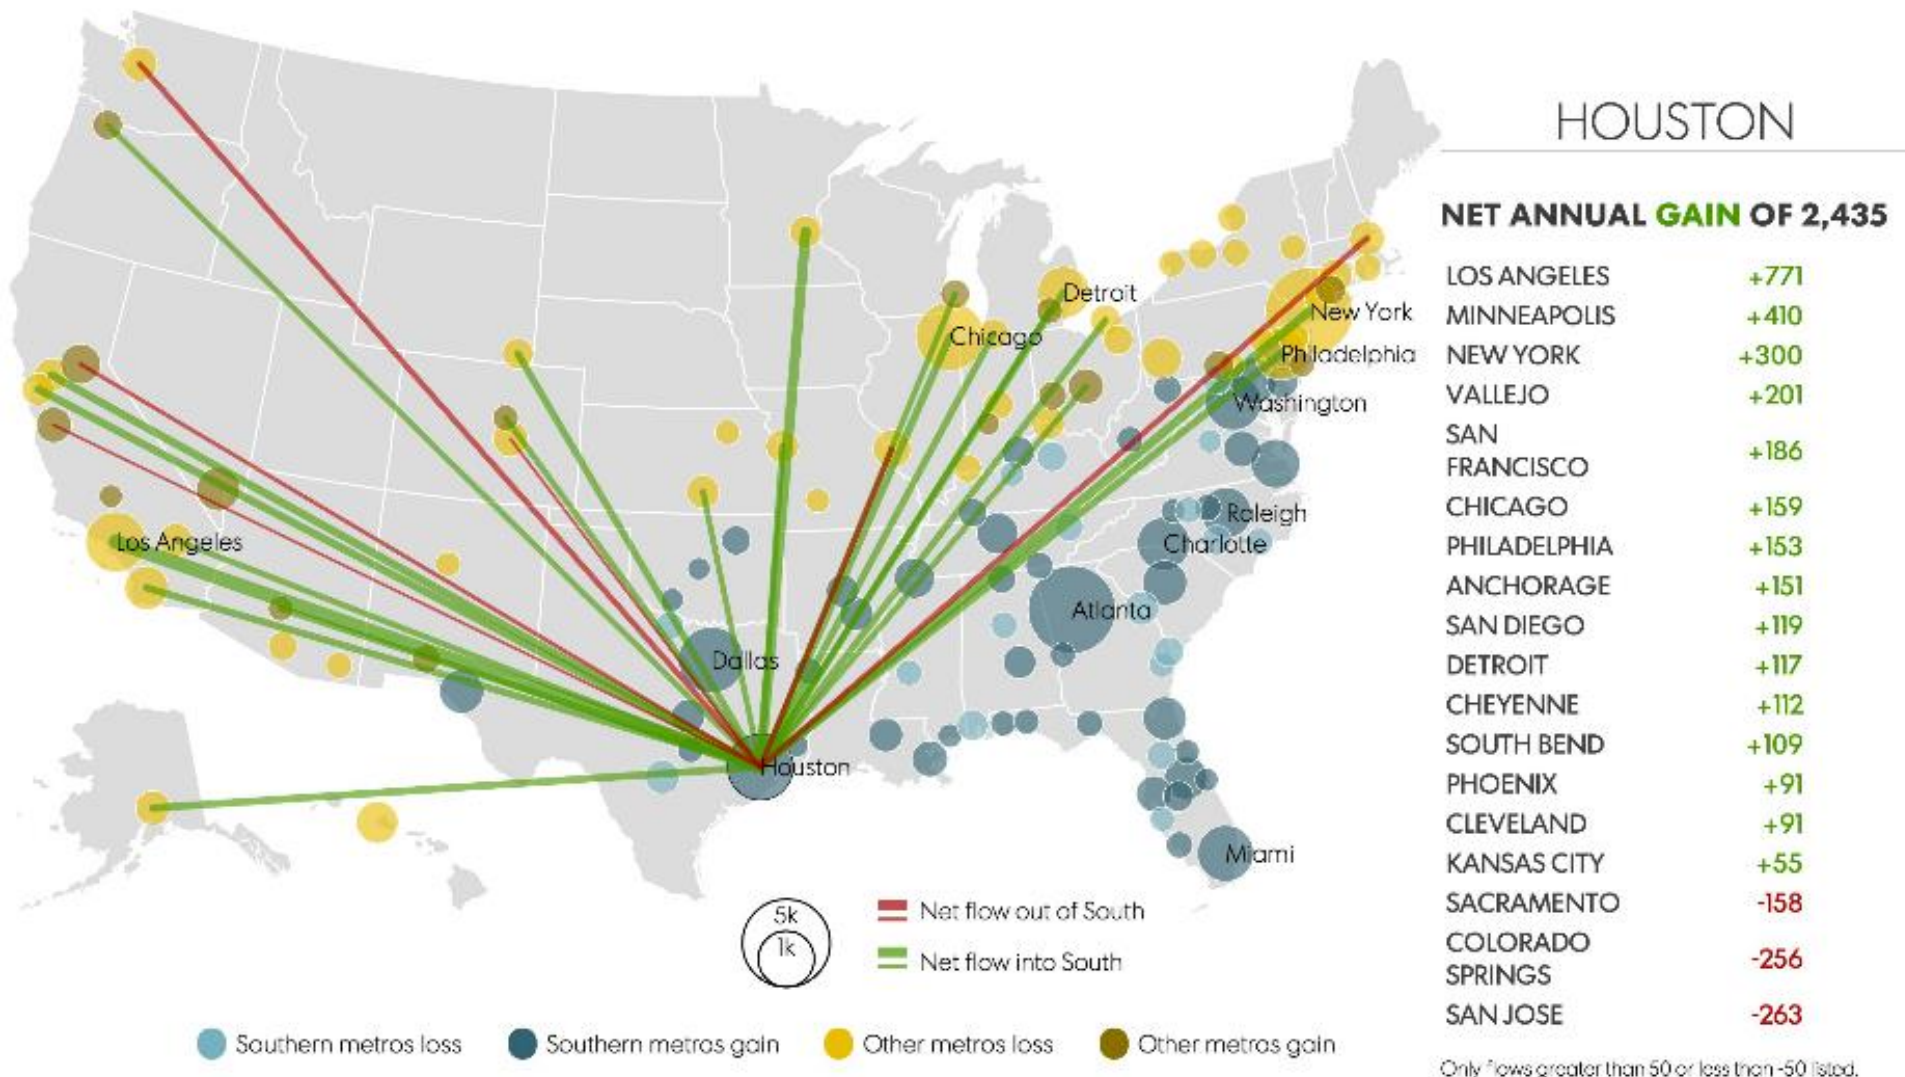 Detroit
Chicago
New York
Philadelphia
Washington
Los Angeles
Raleigh
Charlotte
Atlanta
Dallas
Houston
Miami
5k
1k
Net flow out of South
Net flow into South
Southern metros loss
Southern metros gain
Other metros loss
Other metros gain
HOUSTON
NET ANNUAL GAIN OF 2,435
LOS ANGELES +771
MINNEAPOLIS +410
NEW YORK +300
VALLEJO +201
SAN
FRANCISCO +186
CHICAGO +159
PHILADELPHIA +153
ANCHORAGE +151
SAN DIEGO +119
DETROIT +117
CHEYENNE +112
SOUTH BEND +109
PHOENIX +91
CLEVELAND +91
KANSAS CITY +55
SACRAMENTO -158
COLORADO
SPRINGS -256
SAN JOSE -263
Only flows greater than 50 or less than -50 listed.